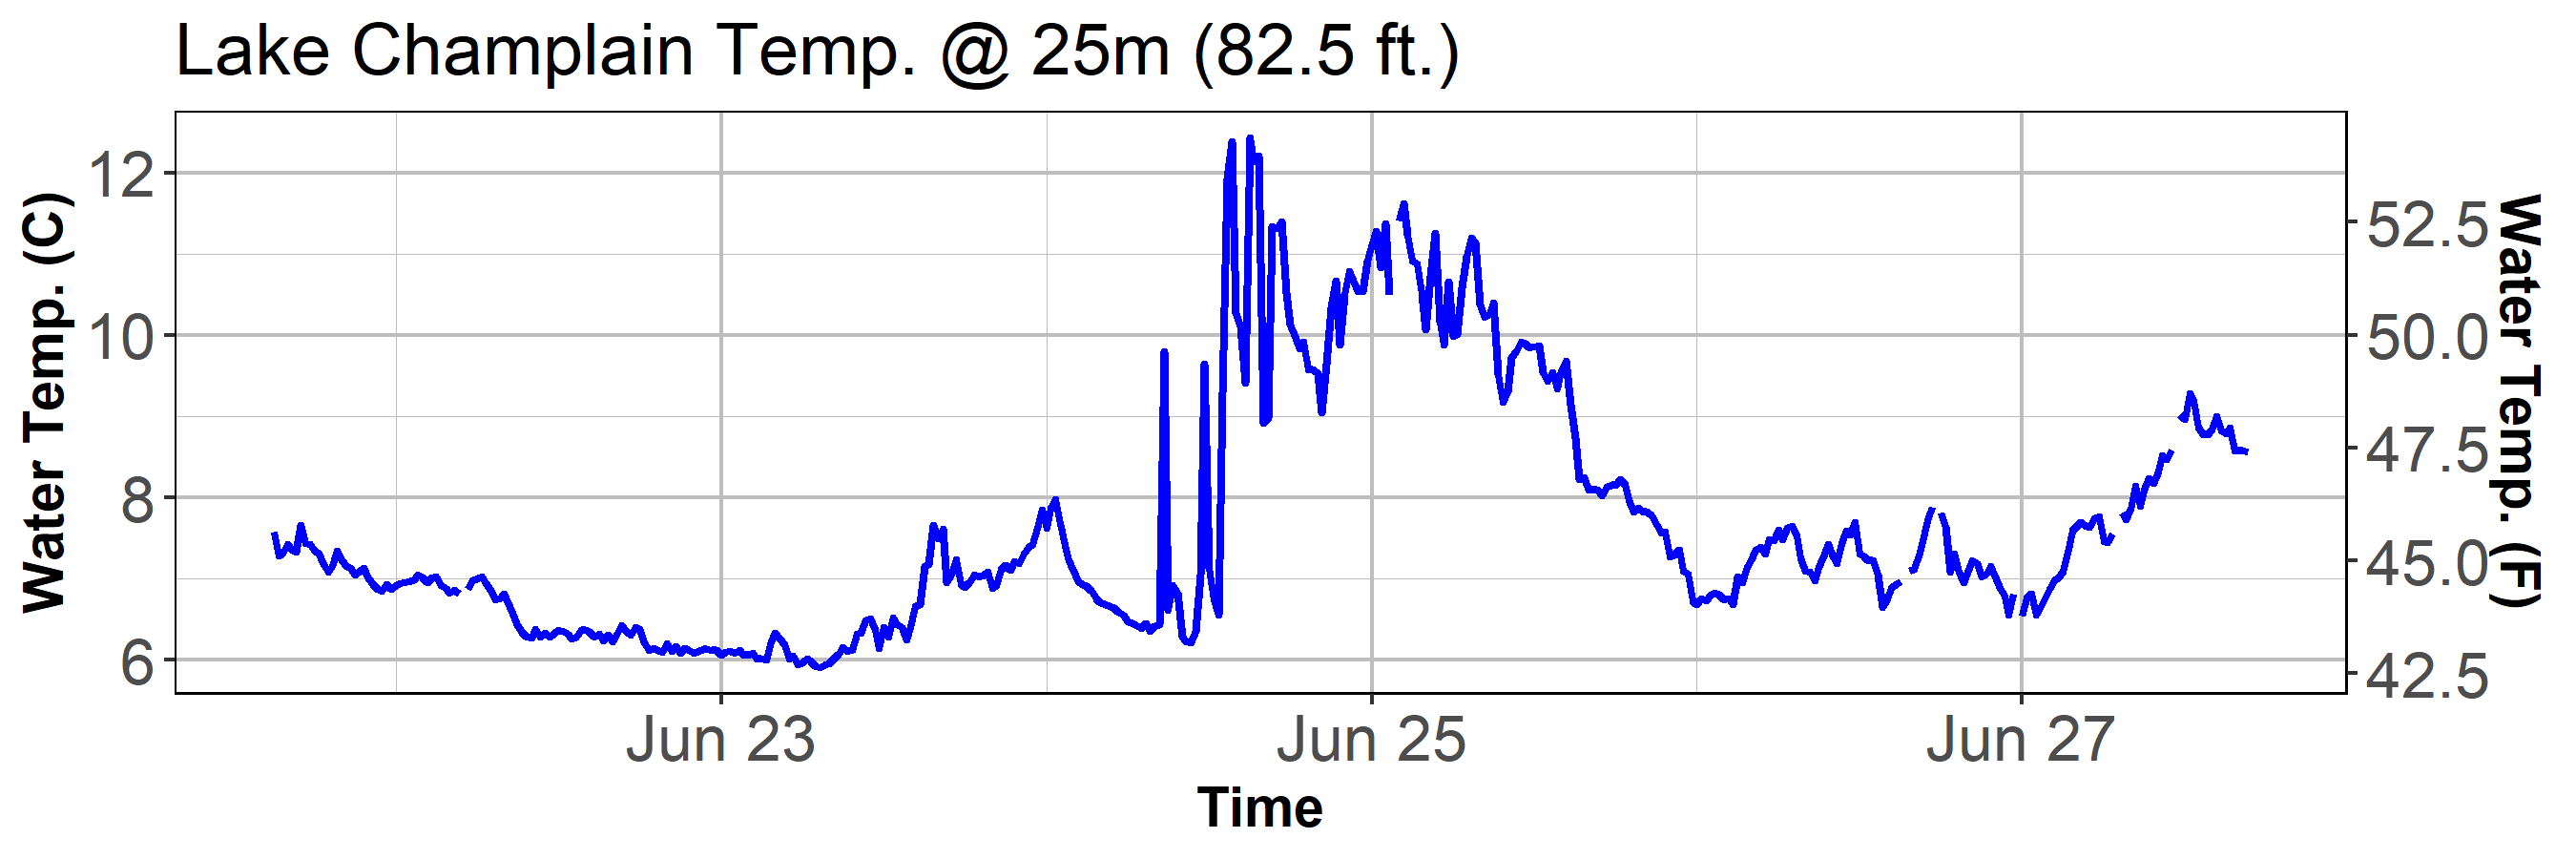 Lake Champlain Temp. @ 25m (82.5 ft.)
Water Temp. (C)
12
10
8
6
52.5
50.0
47.5
45.0
42.5
Water Temp. (F)
Jun 23
Jun 25
Jun 27
Time